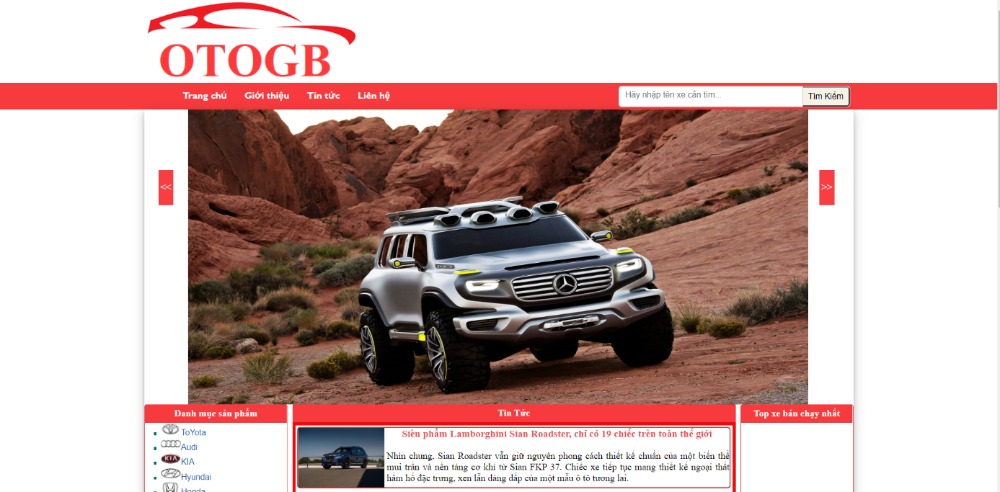 OTOGB
Trang chủ
Giới thiệu
Tin tức
Liên hệ
Hãy nhập tên xe cần tìm...
Tìm Kiếm
<<
>>
Danh mục sản phẩm
Tin Tức
Top xe bán chạy nhất
ToYota
Audi
KIA
KIA
Hyundai
Honda
Siêu phẩm Lamborghini Sian Roadster, chỉ có 19 chiếc trên toàn thế giới
Nhìn chung, Sian Roadster vẫn giữ nguyên phong cách thiết kế chuẩn của một biến thể
mui trần và nền tảng cơ khí từ Sian FKP 37. Chiếc xe tiếp tục mang thiết kế ngoại thất
hầm hố đặc trưng, xen lẫn dáng dấp của một mẫu ô tô tương lai.